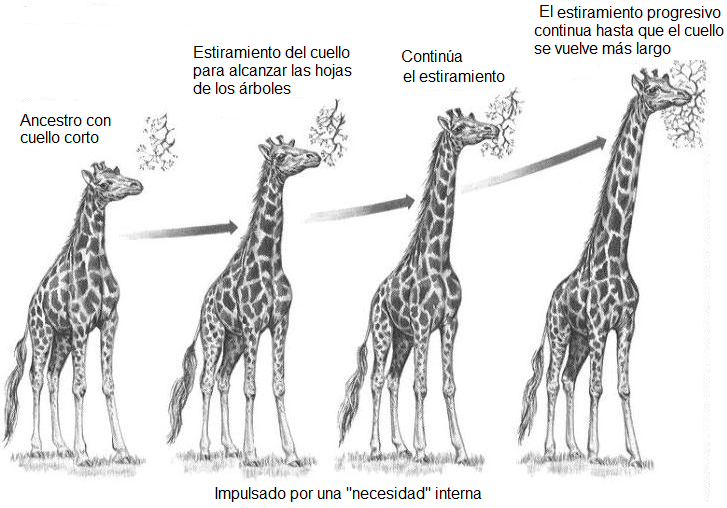 Ancestro con
cuello corto
Estiramiento del cuello
para alcanzar las hojas
de los árboles
Continúa
el estiramiento
El estiramiento progresivo
continua hasta que el cuello
se vuelve más largo
Impulsado por una "necesidad" interna